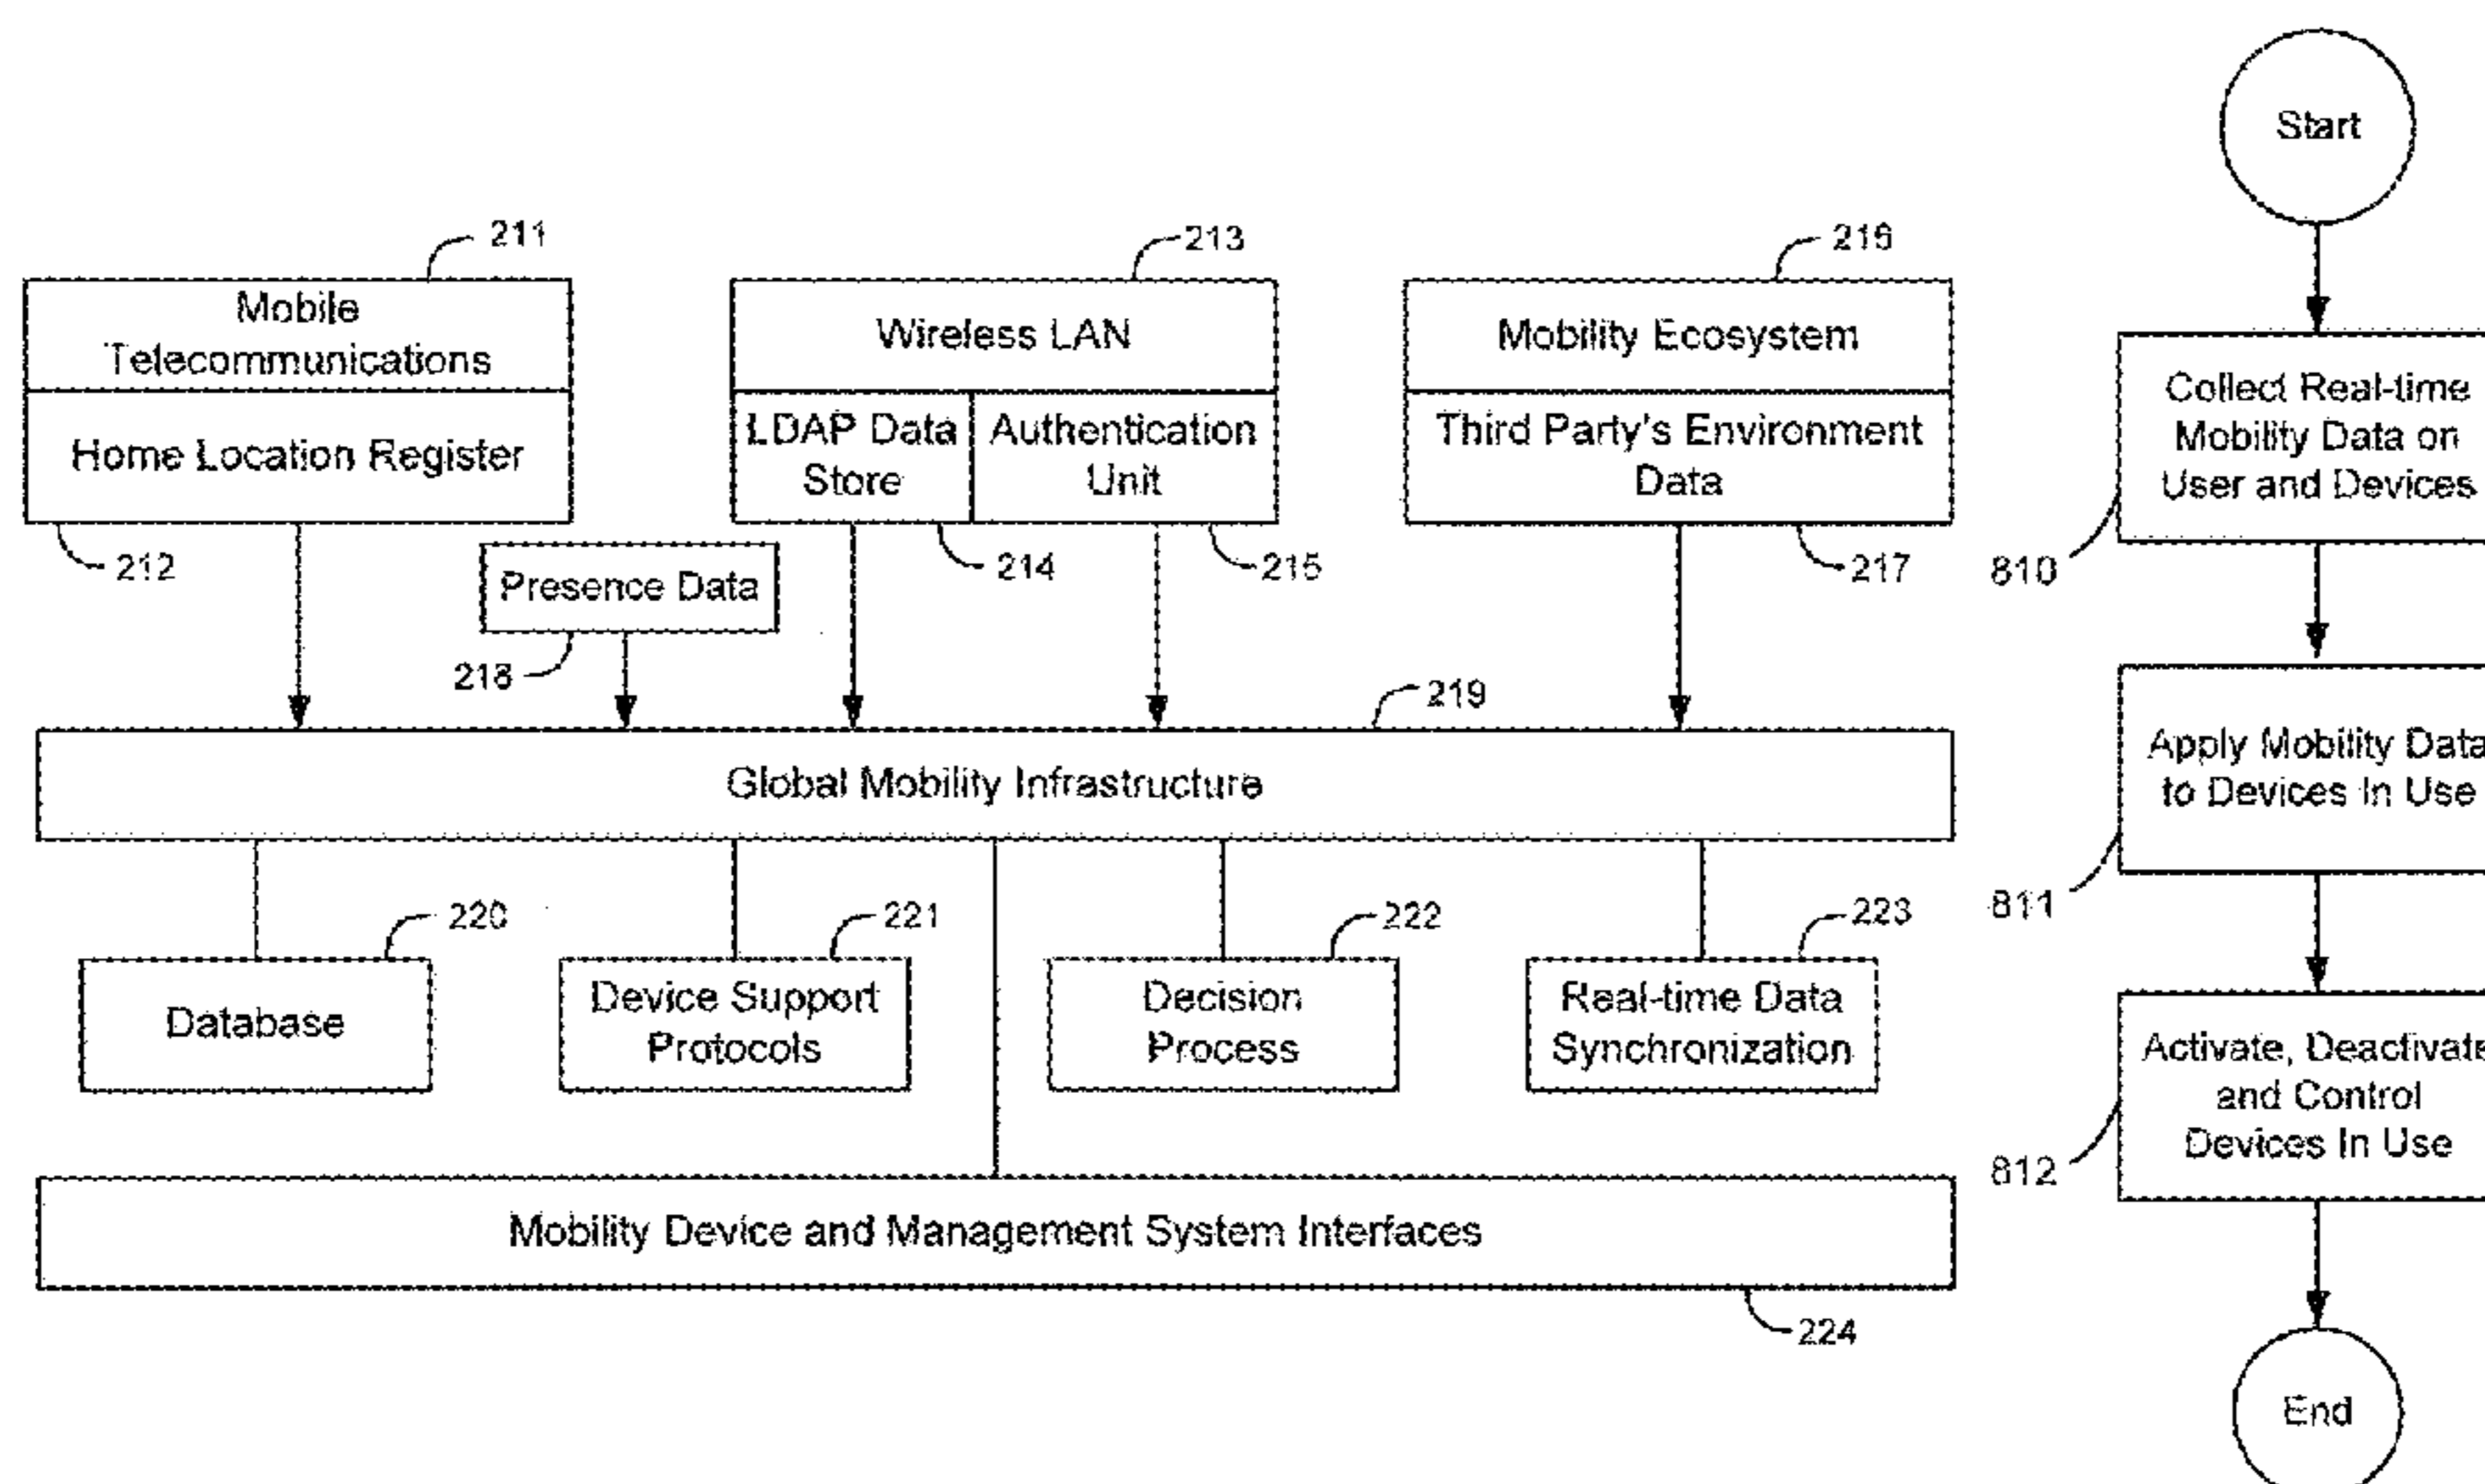 Start
211
213
216
Mobile
Telecommunications
Home Location Register
Wireless LAN
LDAP Data
Store
Authentication
Unit
Mobility Ecosystem
Third Party's Environment
Data
Collect Real-time
Mobility Data on
User and Devices
212
Presence Data
214
215
217
810
218
219
Global Mobility Infrastructure
Apply Mobility Data
to Devices In Use
220
221
222
223
811
Database
Device Support
Protocols
Decision
Process
Real-time Data
Synchronization
Activate, Deactivate
and Control
Devices In Use
812
Mobility Device and Management System Interfaces
224
End